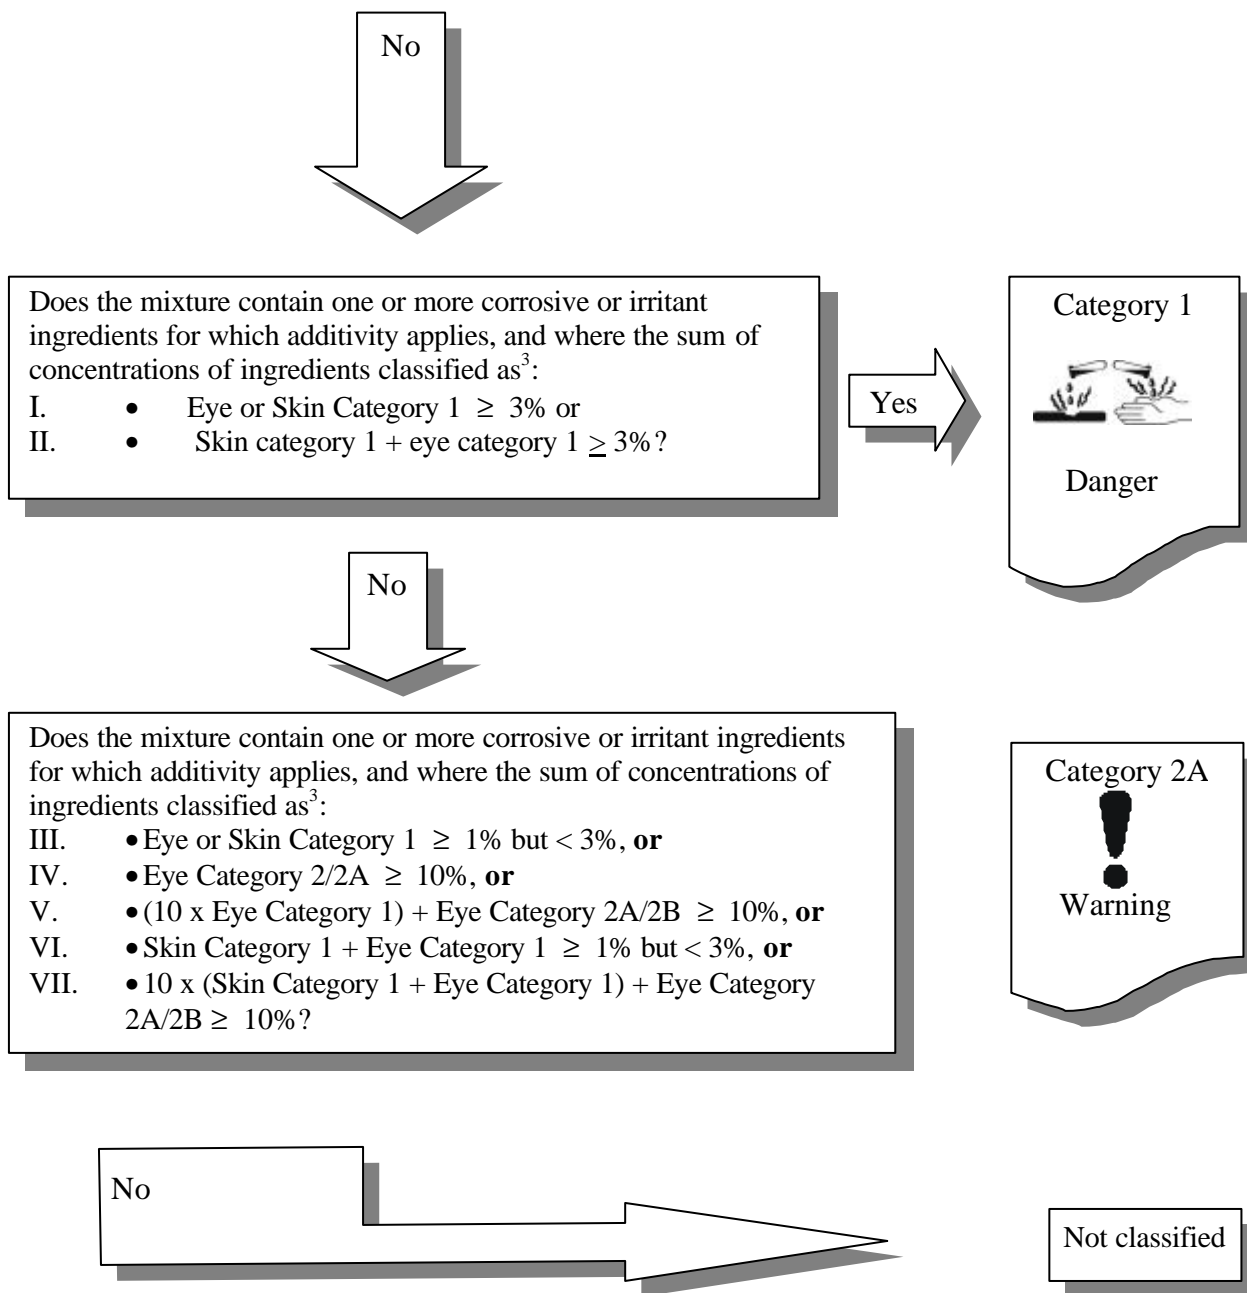 No
Does the mixture contain one or more corrosive or irritant
ingredients for which additivity applies, and where the sum of
concentrations of ingredients classified as³:
I. • Eye or Skin Category 1 ≥ 3% or
II. • Skin category 1 + eye category 1 ≥ 3%?
Yes
Category 1
Danger
No
Does the mixture contain one or more corrosive or irritant ingredients
for which additivity applies, and where the sum of concentrations of
ingredients classified as³:
III. • Eye or Skin Category 1 ≥ 1% but < 3%, or
IV. • Eye Category 2/2A ≥ 10%, or
V. • (10 x Eye Category 1) + Eye Category 2A/2B ≥ 10%, or
VI. • Skin Category 1 + Eye Category 1 ≥ 1% but < 3%, or
VII. • 10 x (Skin Category 1 + Eye Category 1) + Eye Category
2A/2B ≥ 10%?
Category 2A
Warning
No
Not classified